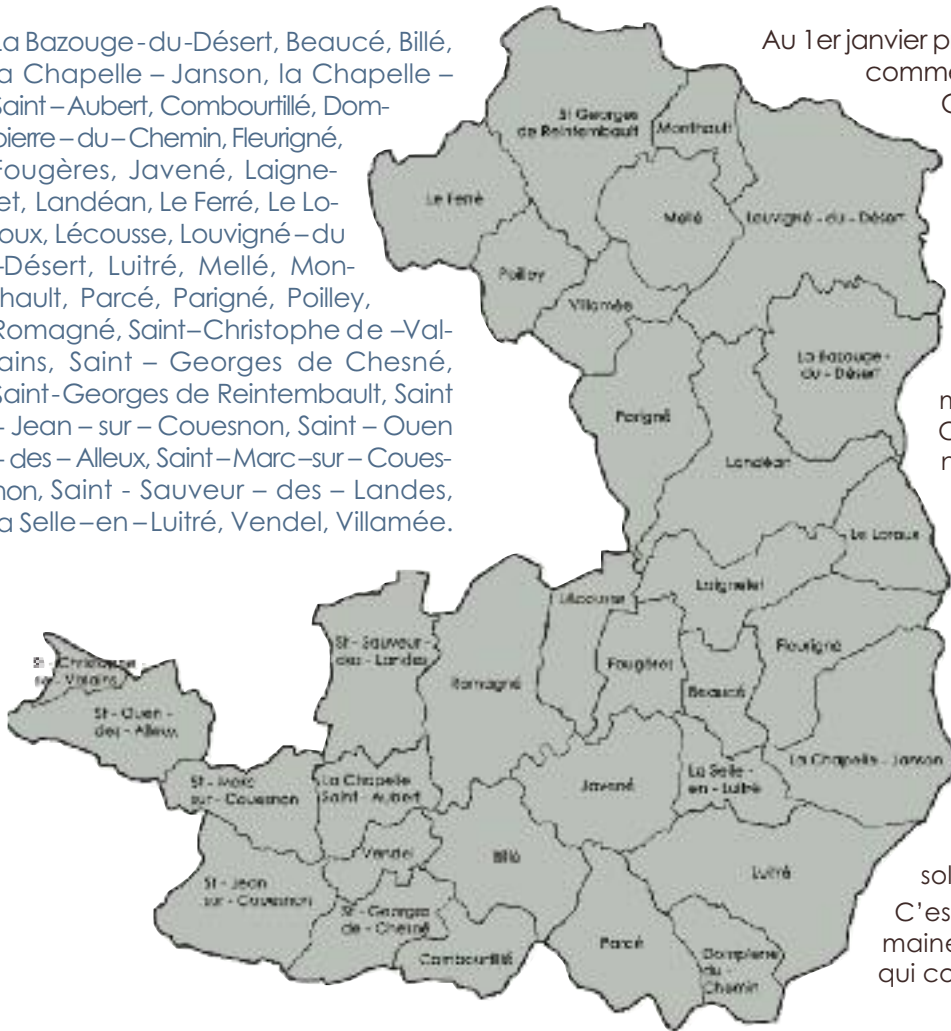 La Bazouge-du-Désert, Beaucé, Billé,
la Chapelle – Janson, la Chapelle –
Saint – Aubert, Combourtillé, Dom-
pierre – du – Chemin, Fleurigné,
Fougères, Javené, Laigne-
et, Landéan, Le Ferré, Le Lo-
roux, Lécousse, Louvigné – du
-Désert, Luitré, Mellé, Mon-
thault, Parcé, Parigné, Poilley,
Romagné, Saint–Christophe de –Val-
ains, Saint – Georges de Chesné,
Saint-Georges de Reintembault, Saint
– Jean – sur – Couesnon, Saint – Ouen
– des – Alleux, Saint – Marc–sur – Coues-
non, Saint - Sauveur – des – Landes,
la Selle – en – Luitré, Vendel, Villamée.
Au 1er janvier p
comme
C
St Georges
de Reintembault
Monthault
Le Ferré
Mellé
Louvigné - du - Désert
Poilley
Villamée
La Bazouge -
du - Désert
Parigné
Landéan
Le Loroux
Laignelet
Lécousse
Fleurigné
St - Sauveur -
des - Landes
Fougères
Romagné
Beaucé
St - Christophe -
de - Valains
St - Ouen -
des - Alleux
La Chapelle - Janson
La Selle -
en - Luitré
St - Marc
sur - Couesnon
La Chapelle
Saint - Aubert
Javené
Vendel
Billé
Luitré
St - Jean
sur - Couesnon
St - Georges
de - Chesné
Combourtillé
Parcé
Dompierre
du -
Chemin
sol
C'es
maine
qui co